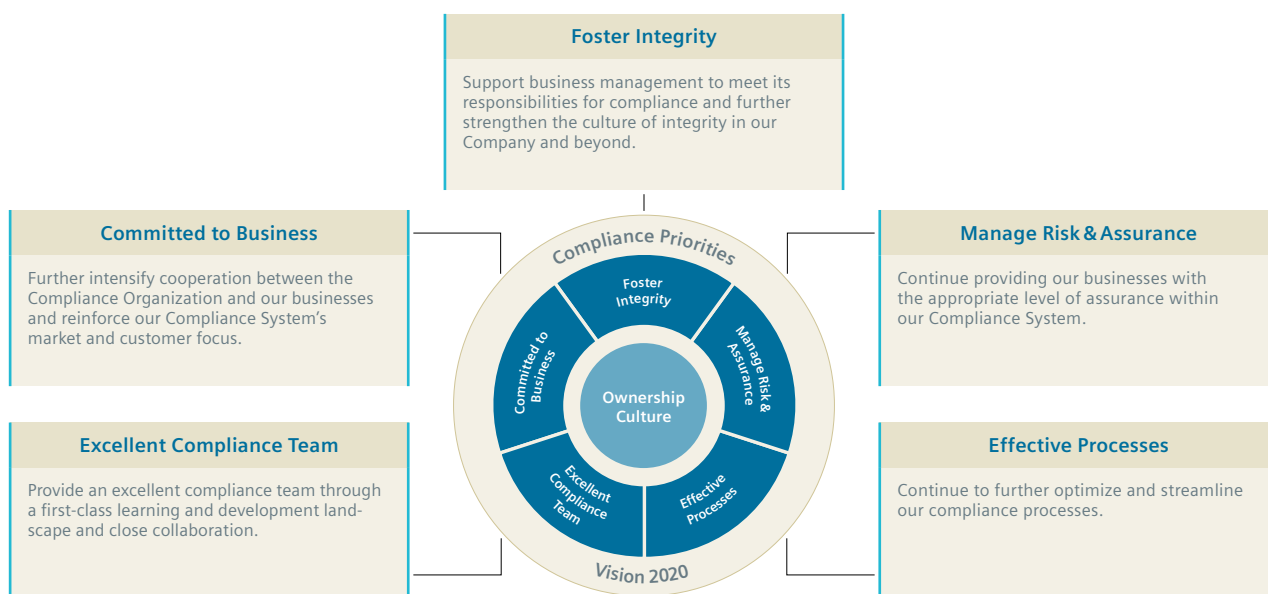 Foster Integrity
Support business management to meet its
responsibilities for compliance and further
strengthen the culture of integrity in our
Company and beyond.
Committed to Business
Further intensify cooperation between the
Compliance Organization and our businesses
and reinforce our Compliance System’s
market and customer focus.
Manage Risk & Assurance
Continue providing our businesses with
the appropriate level of assurance within
our Compliance System.
Excellent Compliance Team
Provide an excellent compliance team through
a first-class learning and development land-
scape and close collaboration.
Effective Processes
Continue to further optimize and streamline
our compliance processes.
Compliance Priorities
Foster
Integrity
Manage Risk &
Assurance
Effective
Processes
Excellent
Compliance
Team
Committed to
Business
Ownership
Culture
Vision 2020